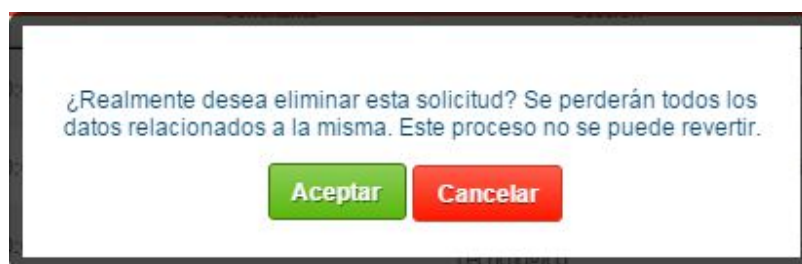 ¿Realmente desea eliminar esta solicitud? Se perderán todos los
datos relacionados a la misma. Este proceso no se puede revertir.
Aceptar Cancelar